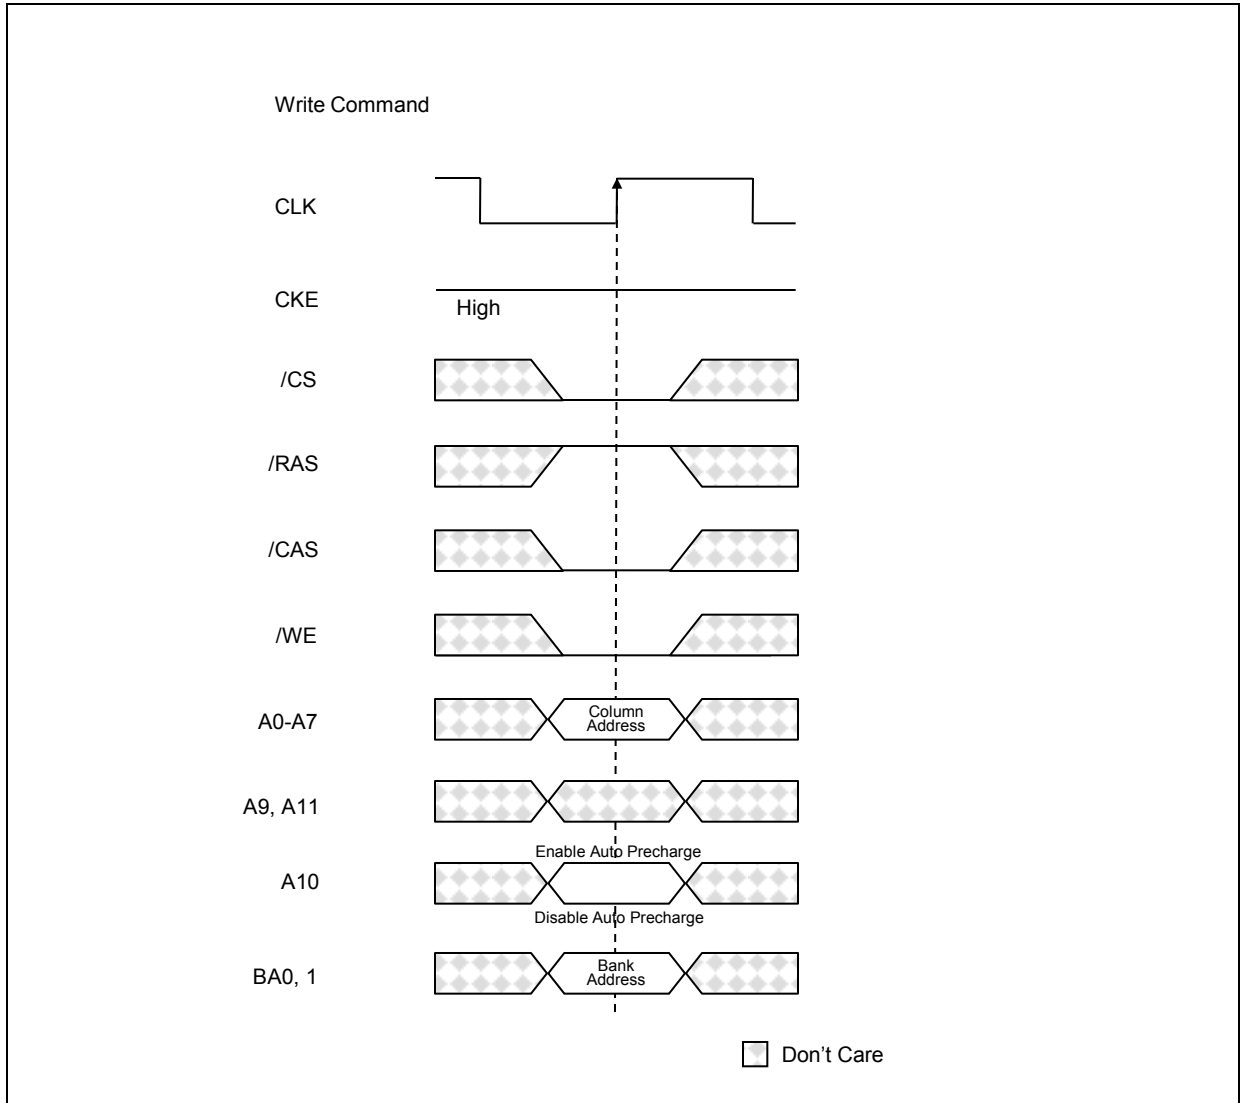 Write Command
CLK
CKE
High
/CS
/RAS
/CAS
/WE
A0-A7
Column
Address
A9, A11
Enable Auto Precharge
A10
Disable Auto Precharge
BA0, 1
Bank
Address
Don't Care